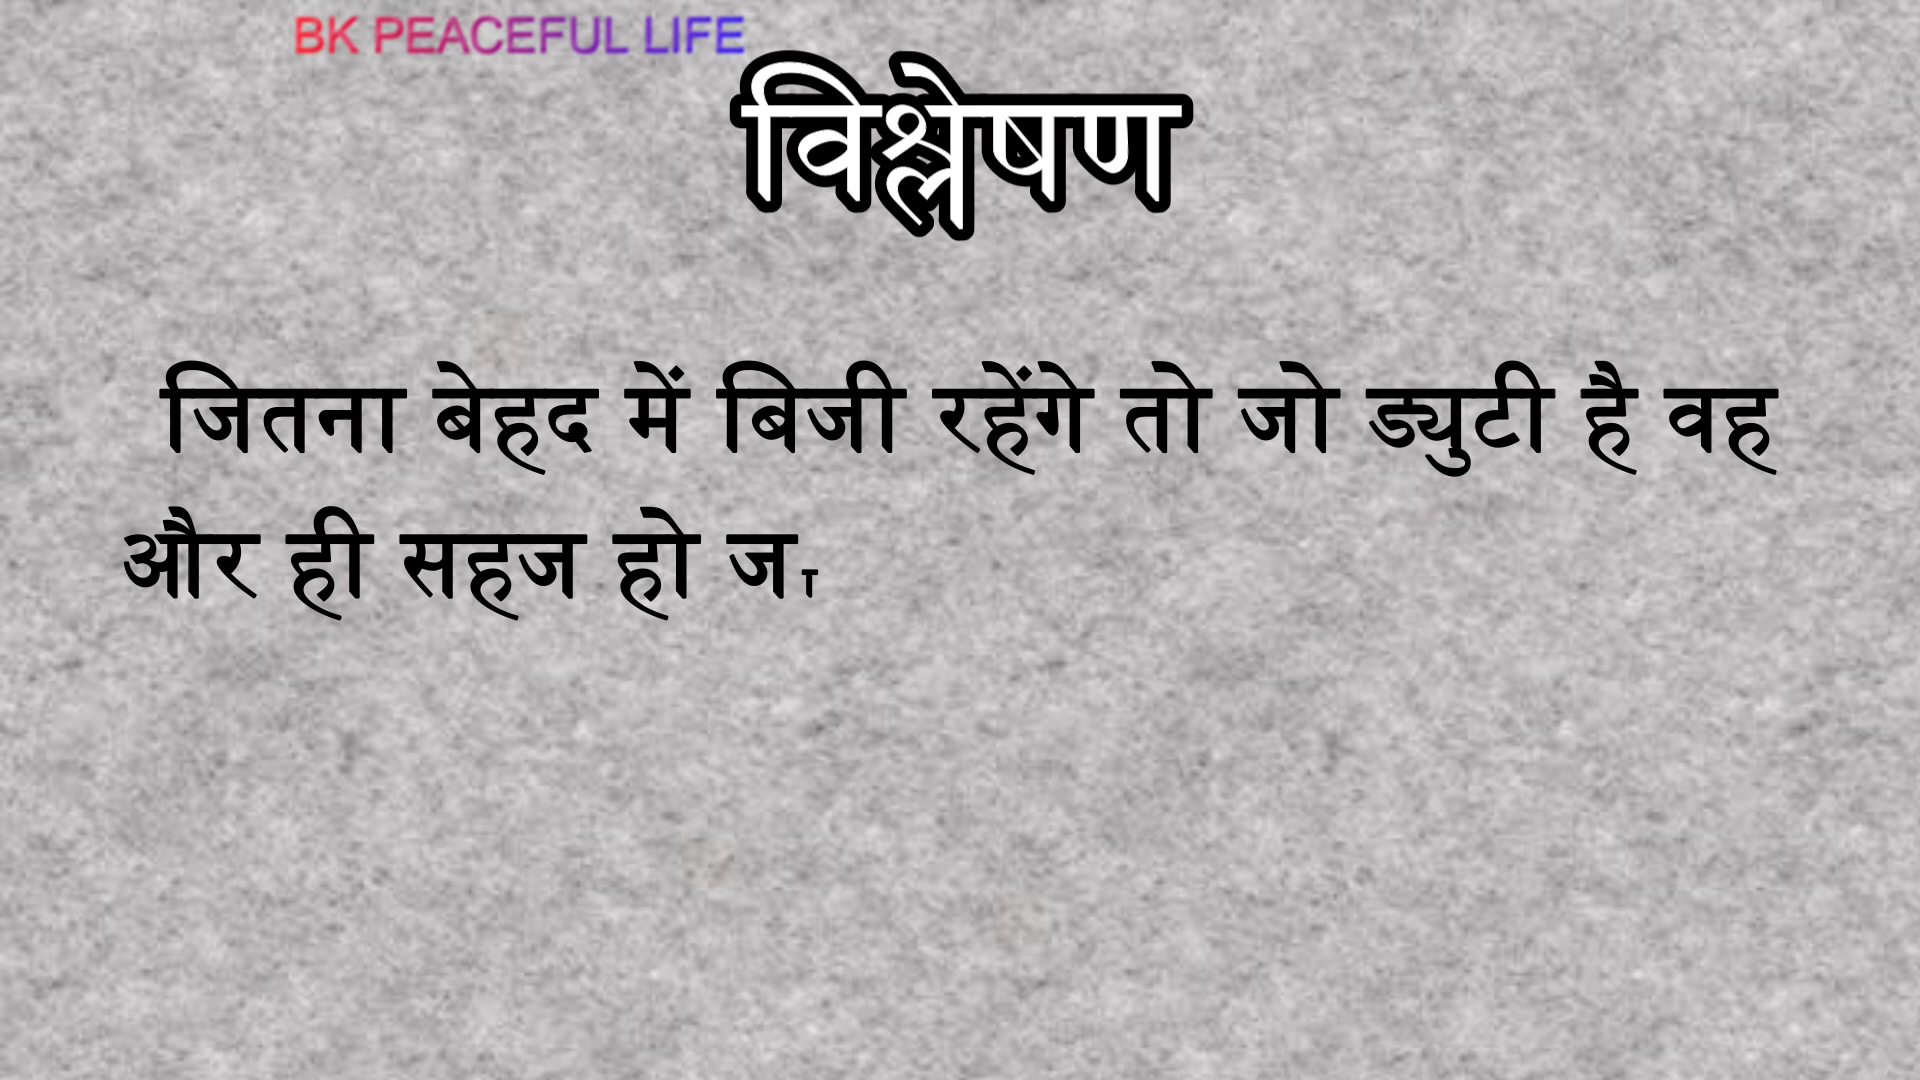 BK PEACEFUL LIFE
विश्लेषण
जितना बेहद में बिजी रहेंगे तो जो ड्युटी है वह
और ही सहज हो जा